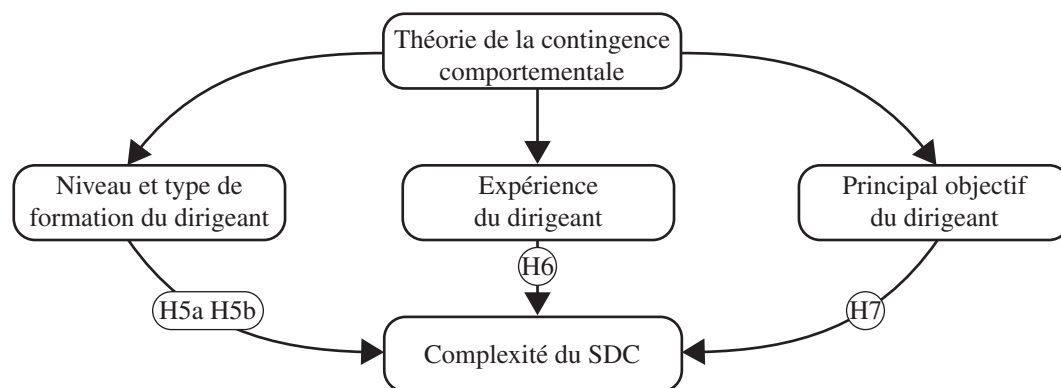 Théorie de la contingence
comportementale
Niveau et type de
formation du dirigeant
Expérience
du dirigeant
Principal objectif
du dirigeant
H6
H5a H5b
H7
Complexité du SDC